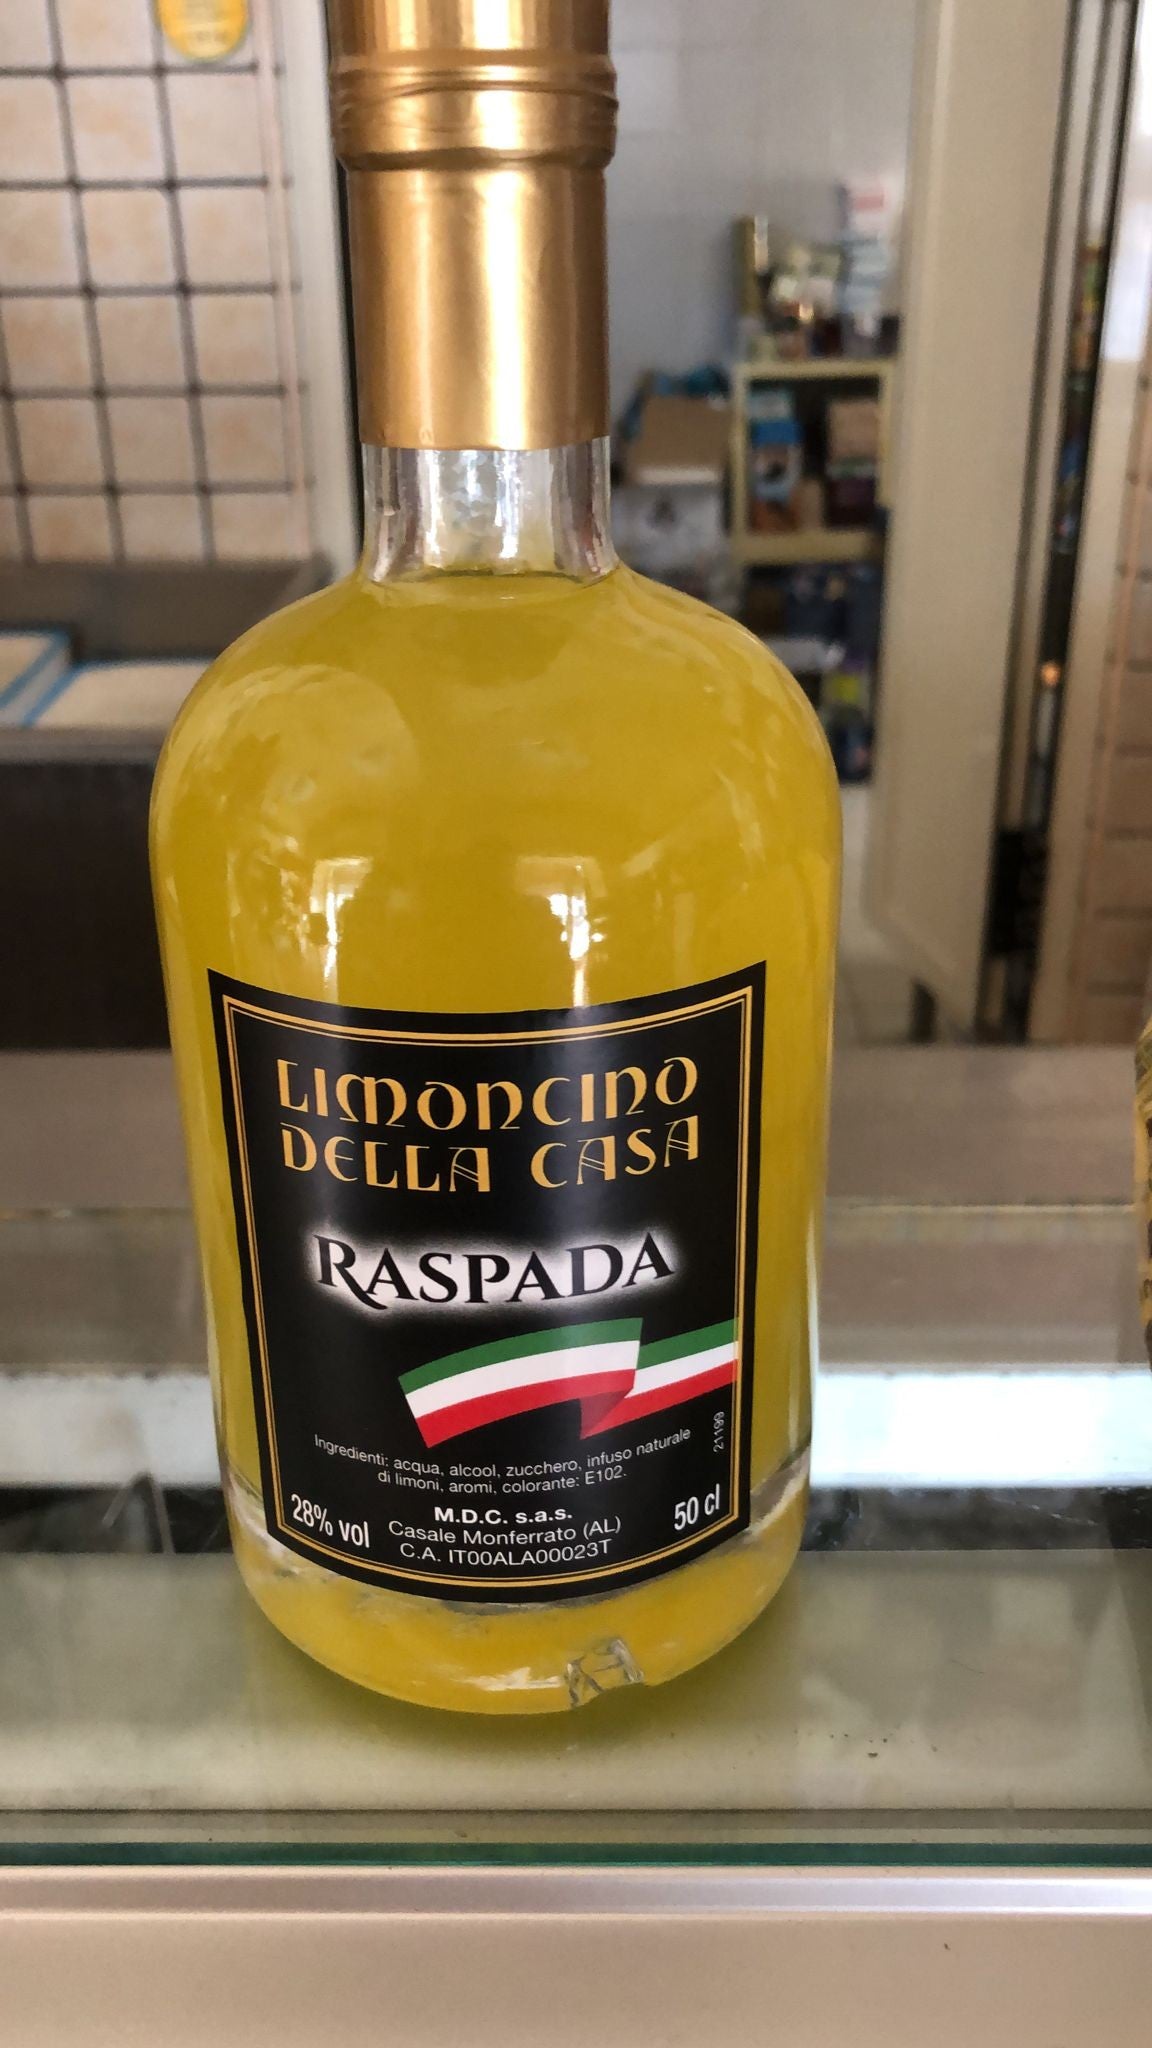 LIMONCINO
DELLA CASA
RASPADA
Ingredienti: acqua, alcool, zucchero, infuso naturale
di limoni, aromi, colorante: E102.
21199
28% vol
M.D.C. s.a.s.
Casale Monferrato (AL)
C.A. IT00ALA00023T
50 cl